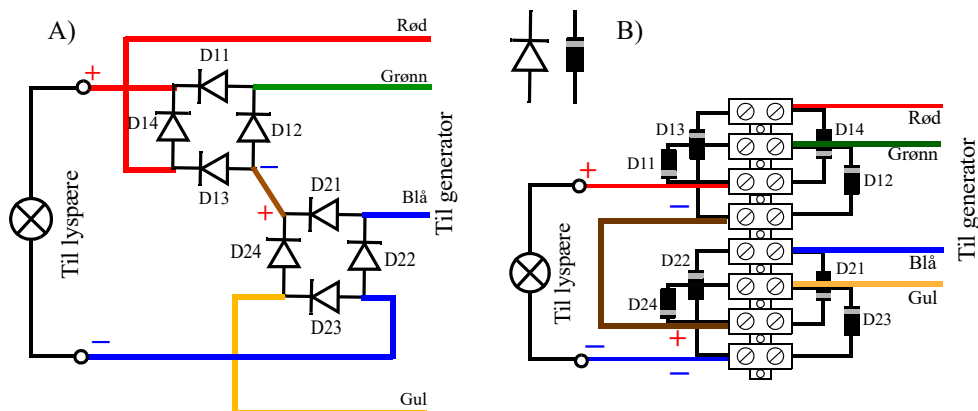 A)
Rød
D11
+
Grønn
D14
D12
−
D13
Til generator
D21
+
Blå
Til lyspære
D24
D22
D23
−
Gul
B)
Rød
D13
D14
Grønn
D11
D12
+
−
Til generator
D22
D21
Blå
Til lyspære
D24
Gul
D23
+
−
−